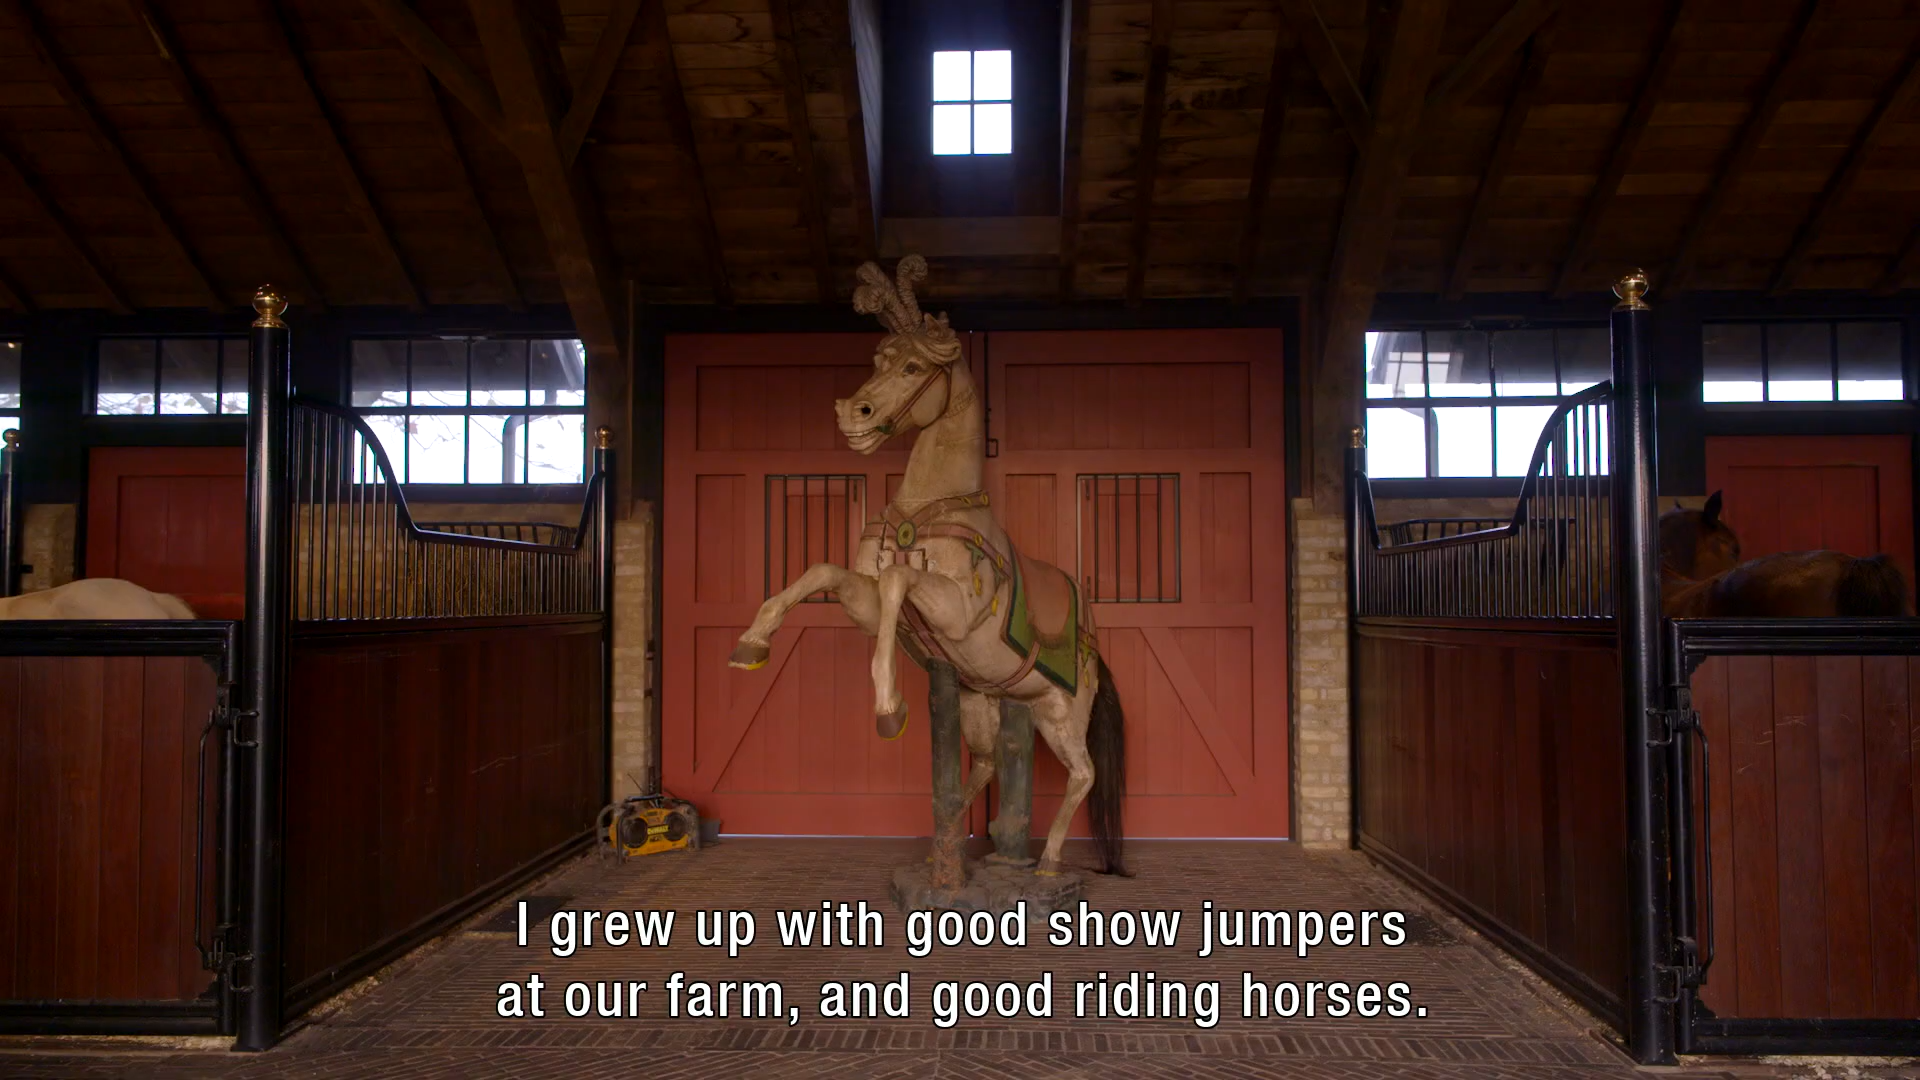 I grew up with good show jumpers
at our farm, and good riding horses.